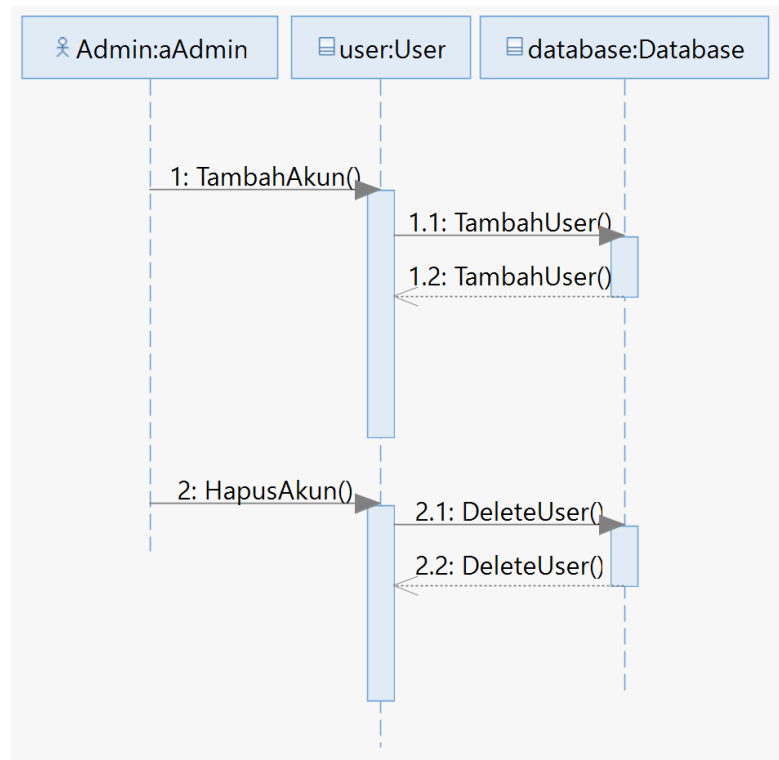 Admin:aAdmin
user:User
database:Database
1: TambahAkun()
1.1: TambahUser()
1.2: TambahUser()
2: HapusAkun()
2.1: DeleteUser()
2.2: DeleteUser()